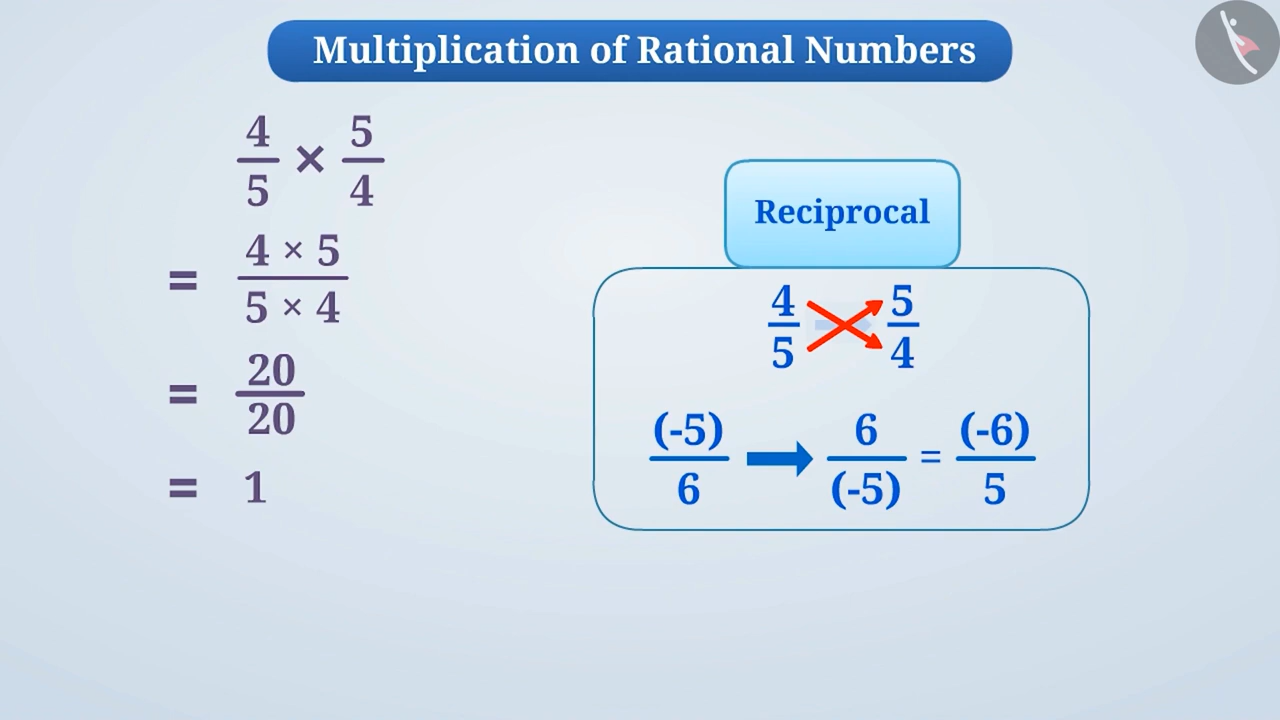 Multiplication of Rational Numbers
4/5 × 5/4
= (4 × 5)/(5 × 4)
= 20/20
= 1
Reciprocal
4/5 5/4
(-5)/6 → 6/(-5) = (-6)/5